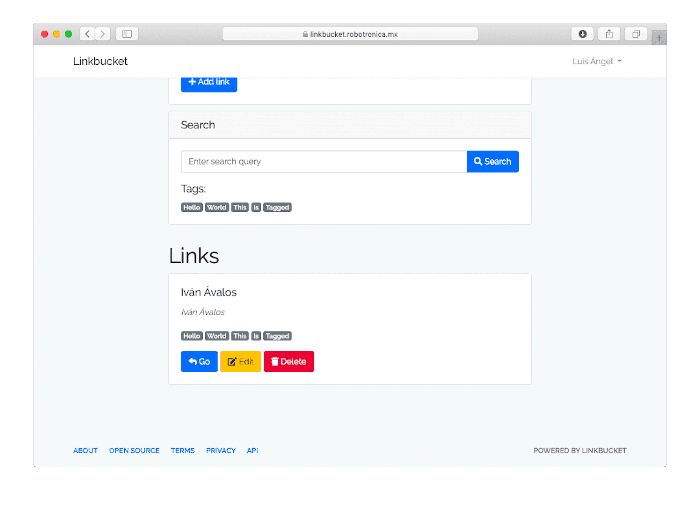 linkbucket.robotronica.mx
Linkbucket
Luis Ángel
Add link
Search
Enter search query
Search
Tags:
Hello World This Is Tagged
Links
Iván Ávalos
Iván Ávalos
Hello World This Is Tagged
Go Edit Delete
ABOUT OPEN SOURCE TERMS PRIVACY API
POWERED BY LINKBUCKET